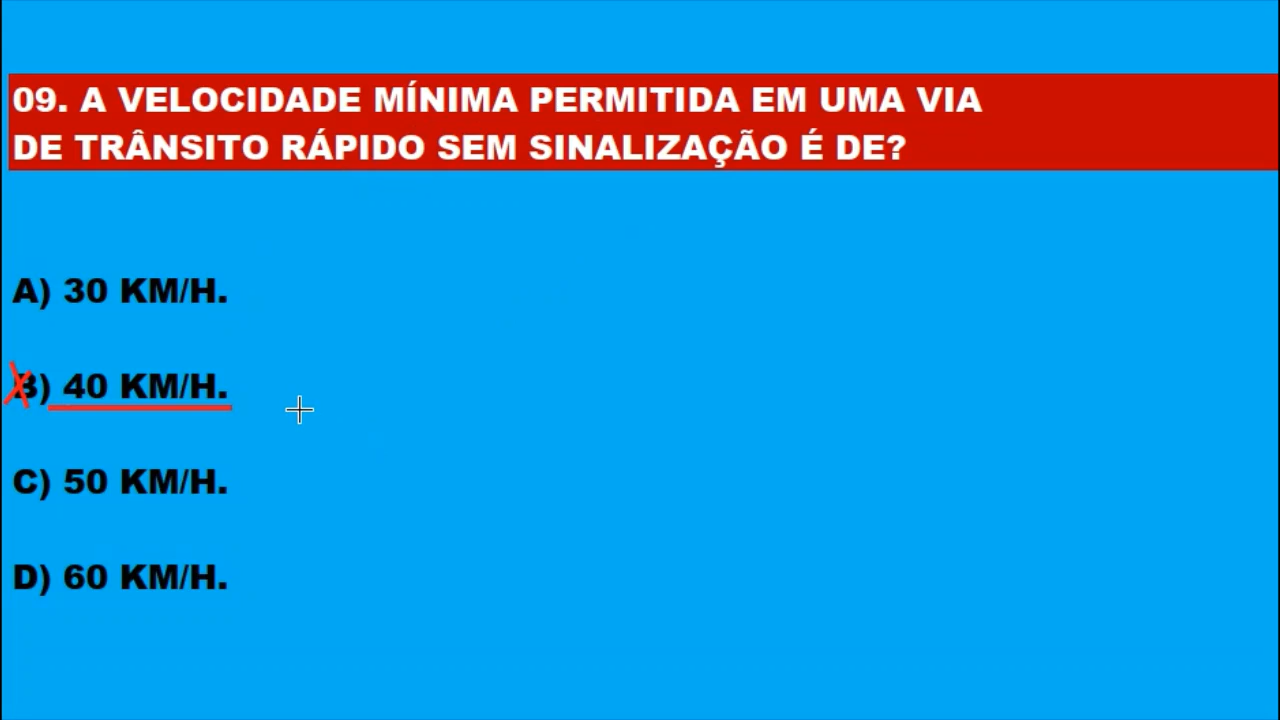 09. A VELOCIDADE MÍNIMA PERMITIDA EM UMA VIA
DE TRÂNSITO RÁPIDO SEM SINALIZAÇÃO É DE?
A) 30 KM/H.
B) 40 KM/H.
C) 50 KM/H.
D) 60 KM/H.